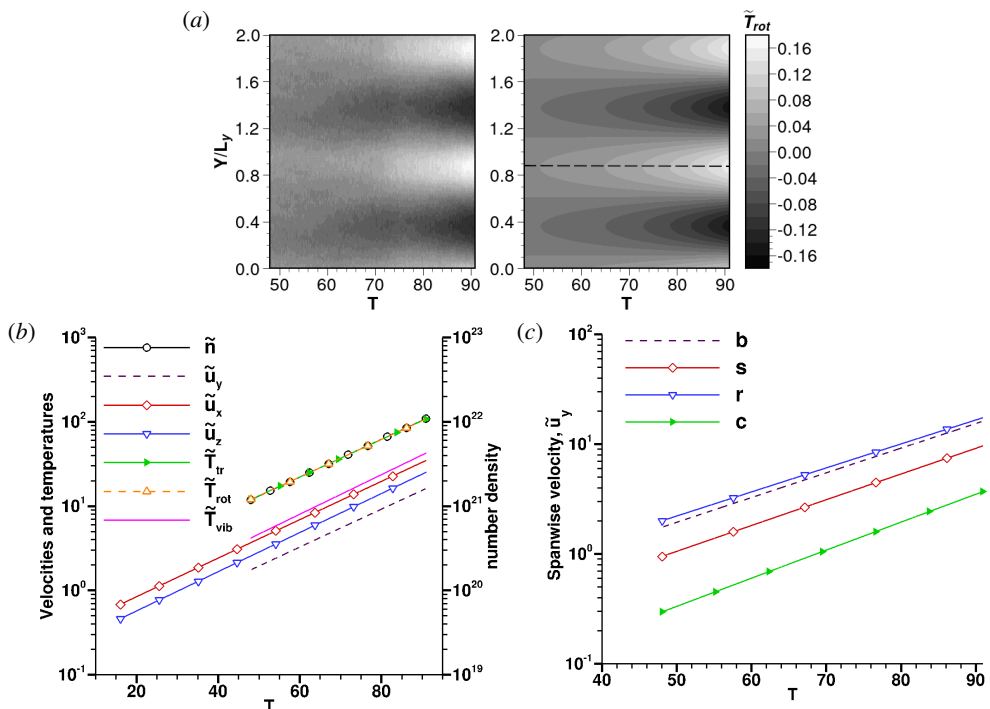 (a)
T̃rot
2.0
1.6
1.2
0.8
0.4
0.0
Y/Ly
50 60 70 80 90
T
2.0
1.6
1.2
0.8
0.4
0.0
50 60 70 80 90
T
0.16
0.12
0.08
0.04
0.00
-0.04
-0.08
-0.12
-0.16
(b)
10³
10²
10¹
10⁰
10⁻¹
Velocities and temperatures
ñ
ũy
ũx
ũz
T̃tr
T̃rot
T̃vib
10²³
10²²
10²¹
10²⁰
10¹⁹
number density
20 40 60 80
T
(c)
10²
10¹
10⁰
10⁻¹
Spanwise velocity, ũy
b
s
r
c
40 50 60 70 80 90
T